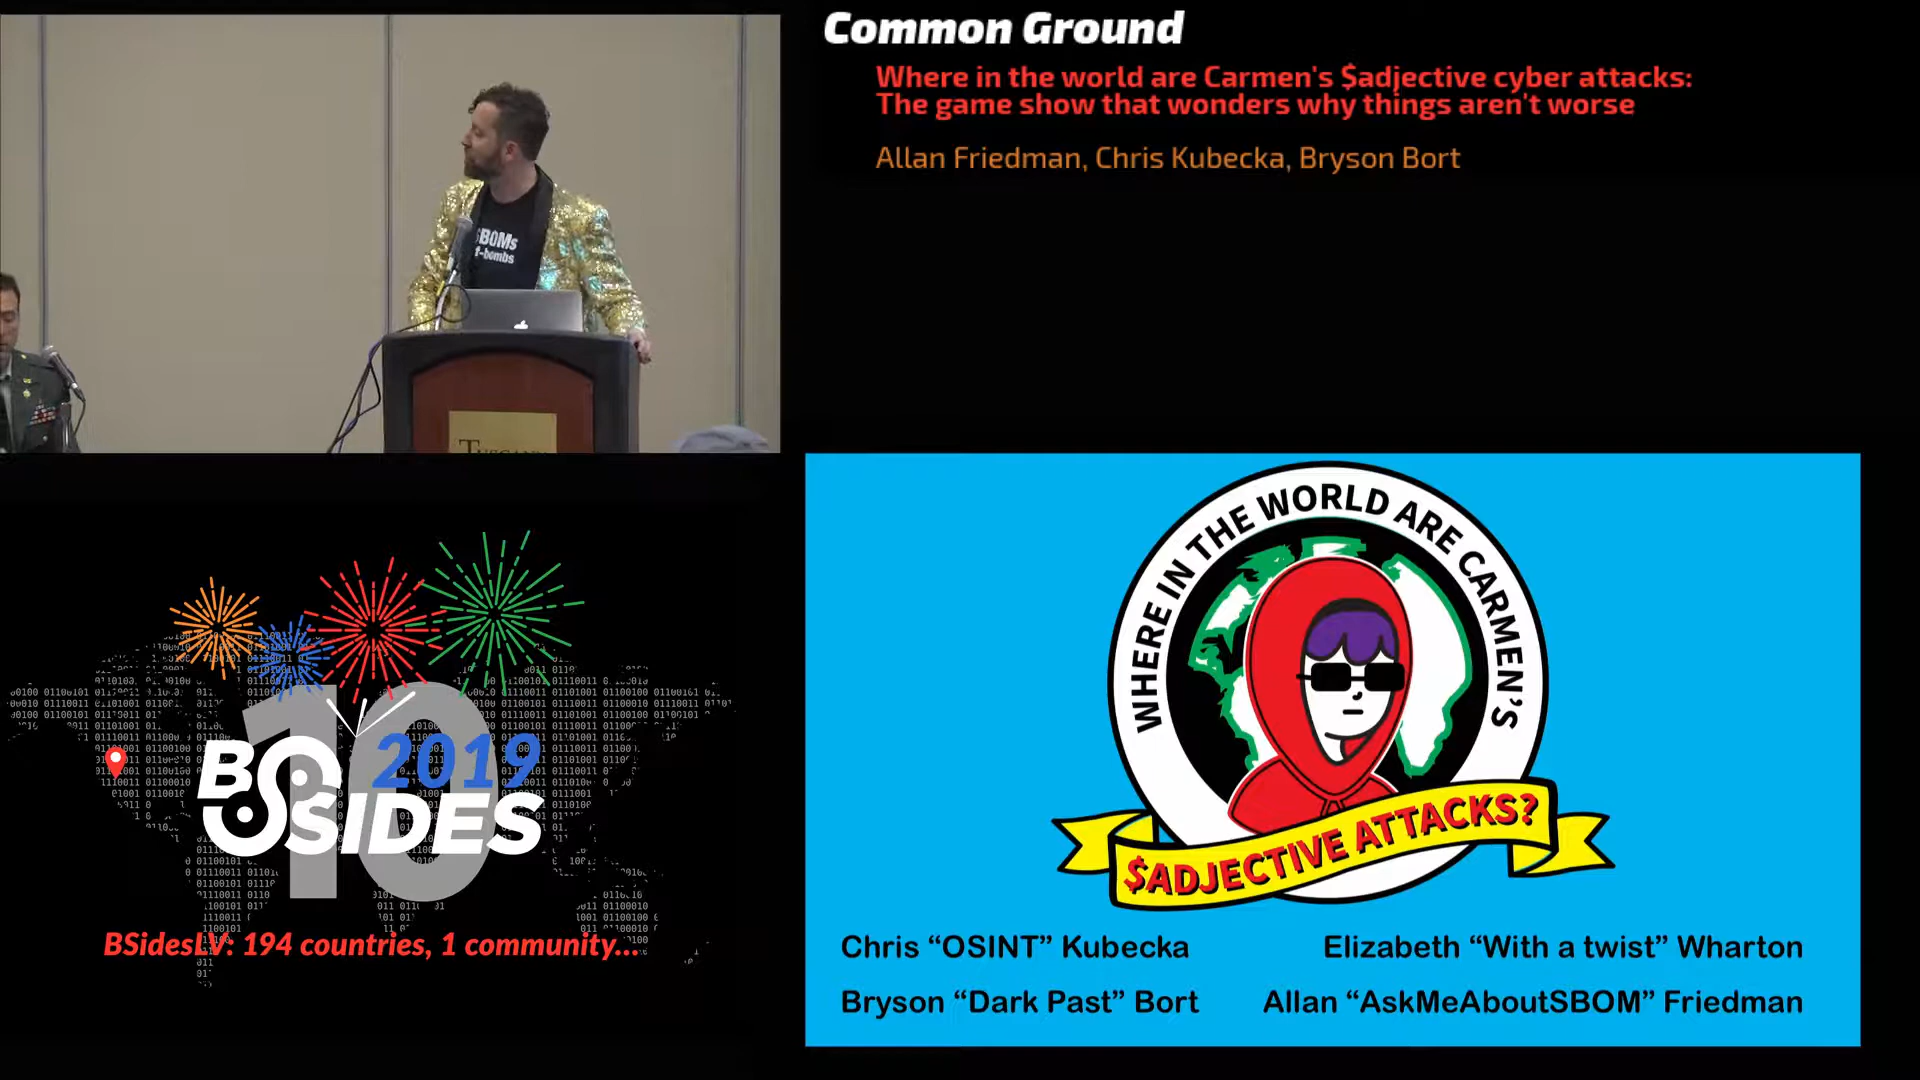 Common Ground
Where in the world are Carmen's $adjective cyber attacks:
The game show that wonders why things aren't worse
Allan Friedman, Chris Kubecka, Bryson Bort
SBOMs
f-bombs
WHERE IN THE WORLD ARE CARMEN'S
$ADJECTIVE ATTACKS?
Chris “OSINT” Kubecka
Elizabeth “With a twist” Wharton
Bryson “Dark Past” Bort
Allan “AskMeAboutSBOM” Friedman
10
2019
BSIDES
BSidesLV: 194 countries, 1 community...